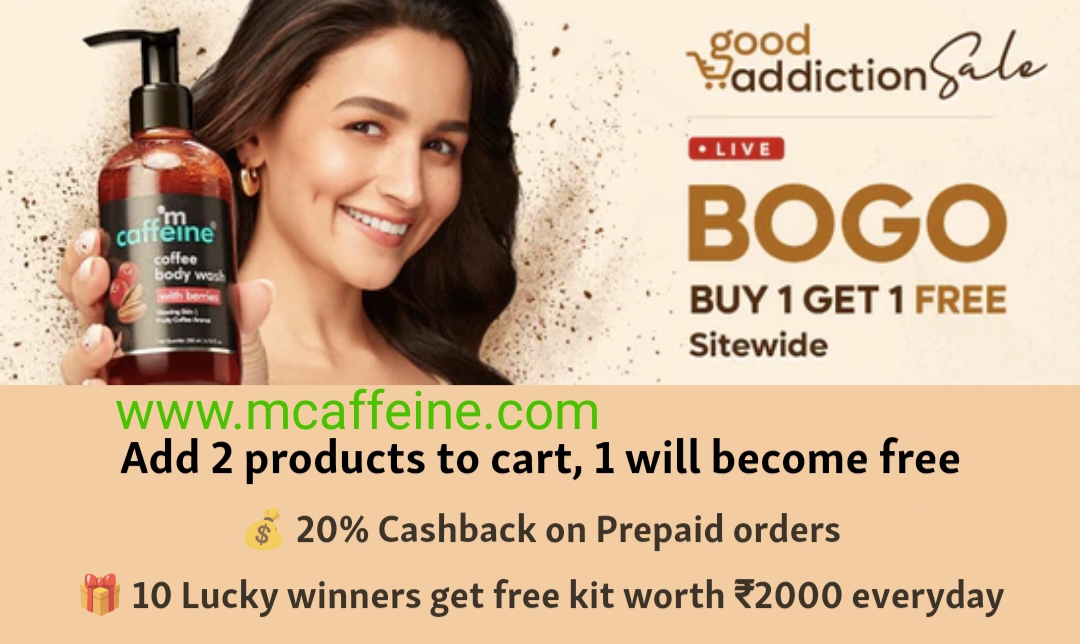 good
addiction Sale
• LIVE
BOGO
BUY 1 GET 1 FREE
Sitewide
m
caffeine
coffee
body wash
with berries
www.mcaffeine.com
Add 2 products to cart, 1 will become free
💰 20% Cashback on Prepaid orders
🎁 10 Lucky winners get free kit worth ₹2000 everyday